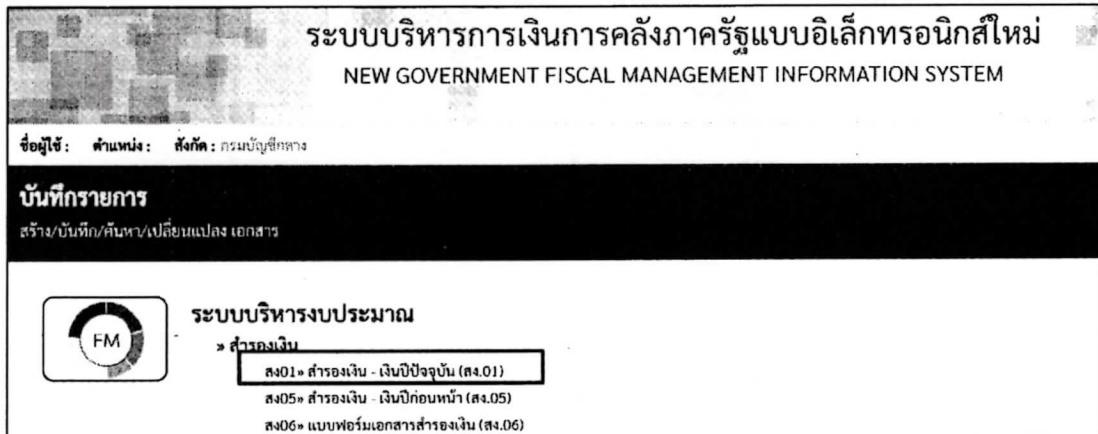 ระบบบริหารการเงินการคลังภาครัฐแบบอิเล็กทรอนิกส์ใหม่
NEW GOVERNMENT FISCAL MANAGEMENT INFORMATION SYSTEM
ชื่อผู้ใช้ : ตำแหน่ง : สังกัด : กรมบัญชีกลาง
บันทึกรายการ
สร้าง/บันทึก/ค้นหา/เปลี่ยนแปลง เอกสาร
FM
ระบบบริหารงบประมาณ
» สำรองเงิน
สง01» สำรองเงิน - เงินปีปัจจุบัน (สง.01)
สง05» สำรองเงิน - เงินปีก่อนหน้า (สง.05)
สง06» แบบฟอร์มเอกสารสำรองเงิน (สง.06)